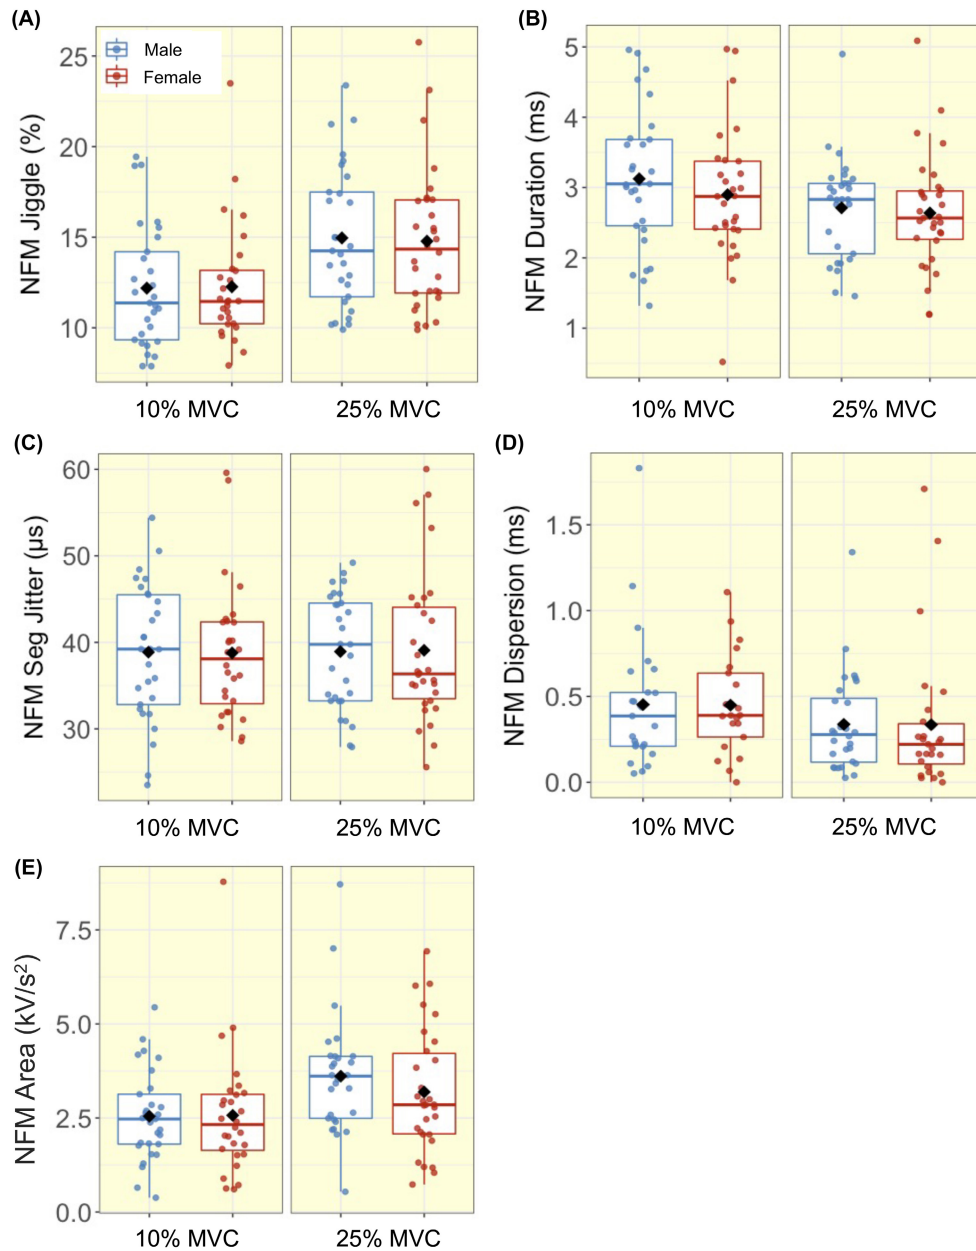 (A)
NFM Jiggle (%)
25
20
15
10
Male
Female
10% MVC
25% MVC
(B)
NFM Duration (ms)
5
4
3
2
1
10% MVC
25% MVC
(C)
NFM Seg Jitter (µs)
60
50
40
30
10% MVC
25% MVC
(D)
NFM Dispersion (ms)
1.5
1.0
0.5
0.0
10% MVC
25% MVC
(E)
NFM Area (kV/s²)
7.5
5.0
2.5
0.0
10% MVC
25% MVC